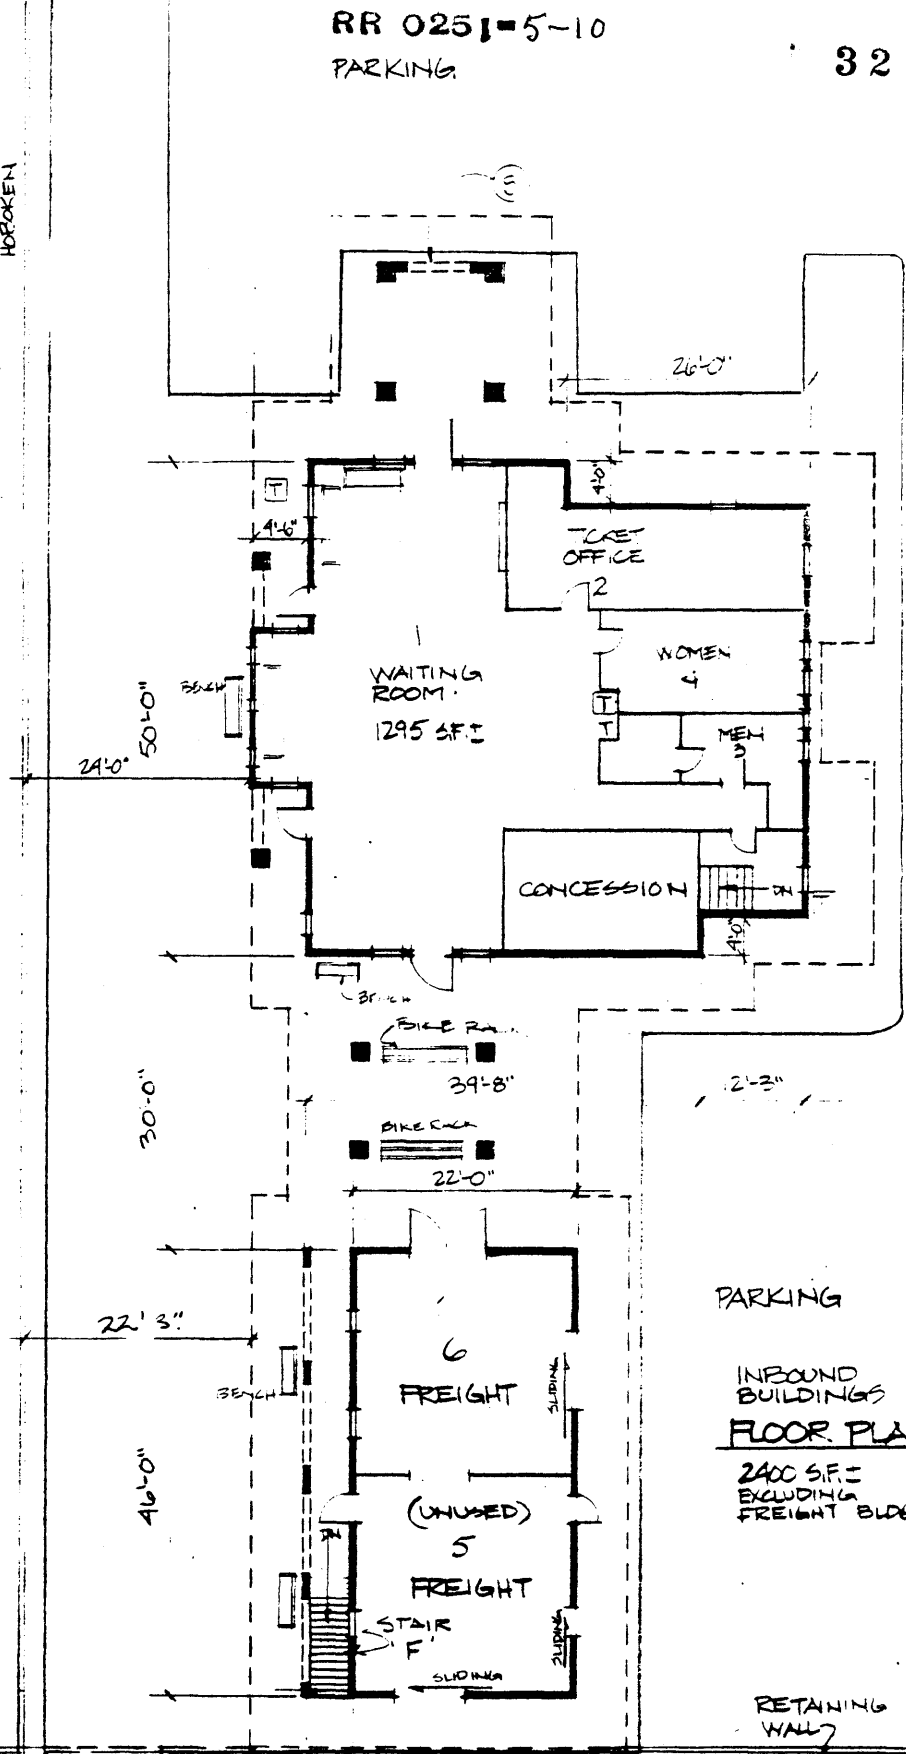 RR 0251-5-10
32
PARKING
HOBOKEN
26'-0"
4'-0"
T
4'-6"
TICKET
OFFICE
2
1
WAITING
ROOM
1295 S.F.±
WOMEN
4
T
T
MEN
3
BENCH
50'-0"
24'-0"
CONCESSION
DN
4'-0"
BENCH
BIKE
39'-8"
12'-3"
30'-0"
BIKE RACK
22'-0"
PARKING
22' 3"
6
FREIGHT
SLIDING
BENCH
INBOUND
BUILDINGS
FLOOR PLA
2400 S.F.±
EXCLUDING
FREIGHT BLDG
46'-0"
(UNUSED)
5
FREIGHT
DN
STAIR
'F'
SLIDING
SLIDING
RETAINING
WALL